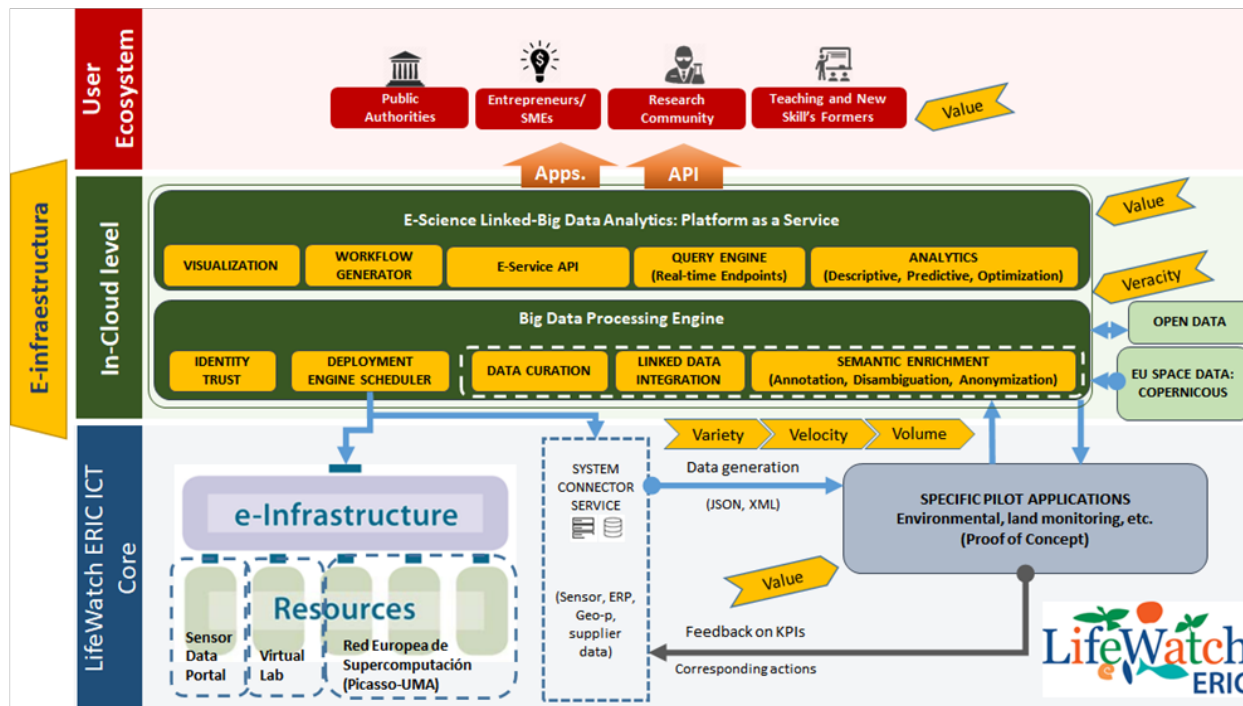 E-infraestructura
User
Ecosystem
Public
Authorities
Entrepreneurs/
SMEs
Research
Community
Teaching and New
Skill's Formers
Value
Apps.
API
In-Cloud level
E-Science Linked-Big Data Analytics: Platform as a Service
VISUALIZATION
WORKFLOW
GENERATOR
E-Service API
QUERY ENGINE
(Real-time Endpoints)
ANALYTICS
(Descriptive, Predictive, Optimization)
Value
Veracity
Big Data Processing Engine
IDENTITY
TRUST
DEPLOYMENT
ENGINE SCHEDULER
DATA CURATION
LINKED DATA
INTEGRATION
SEMANTIC ENRICHMENT
(Annotation, Disambiguation, Anonymization)
OPEN DATA
EU SPACE DATA:
COPERNICOUS
LifeWatch ERIC ICT
Core
e-Infrastructure
Resources
Sensor
Data
Portal
Virtual
Lab
Red Europea de
Supercomputación
(Picasso-UMA)
SYSTEM
CONNECTOR
SERVICE
(Sensor, ERP,
Geo-p,
supplier
data)
Variety
Velocity
Volume
Data generation
(JSON, XML)
SPECIFIC PILOT APPLICATIONS
Environmental, land monitoring, etc.
(Proof of Concept)
Value
Feedback on KPIs
Corresponding actions
LifeWatch
ERIC